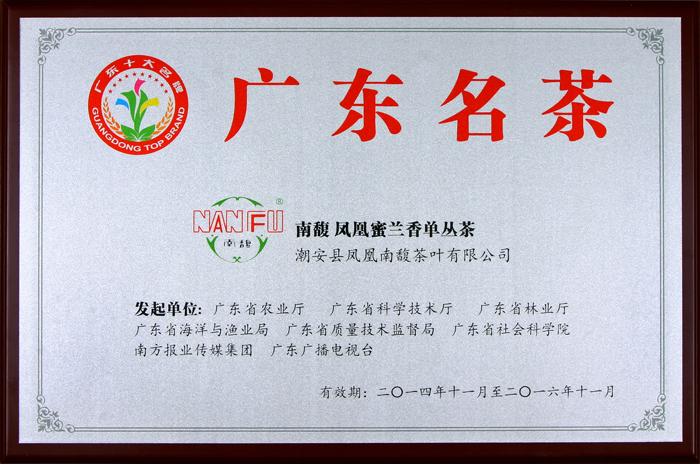 广东十大名牌
GUANGDONG TOP BRAND
广东名茶
NAN FU®
南馥
南馥 凤凰蜜兰香单丛茶
潮安县凤凰南馥茶叶有限公司
发起单位: 广东省农业厅 广东省科学技术厅 广东省林业厅
广东省海洋与渔业局 广东省质量技术监督局 广东省社会科学院
南方报业传媒集团 广东广播电视台
有效期: 二〇一四年十一月至二〇一六年十一月